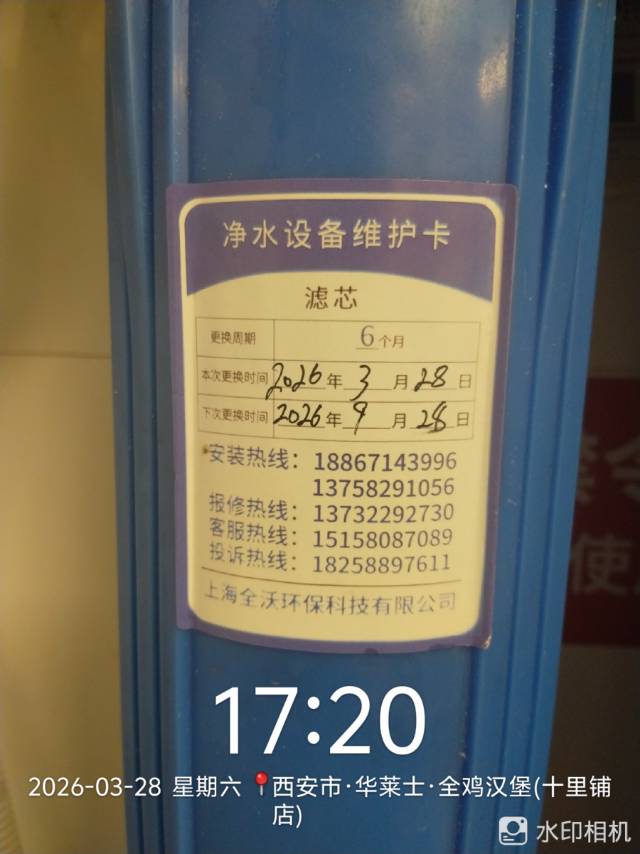 净水设备维护卡
滤芯
更换周期 6个月
本次更换时间 2026年3月28日
下次更换时间 2026年9月28日
安装热线：18867143996
13758291056
报修热线：13732292730
客服热线：15158087089
投诉热线：18258897611
上海全沃环保科技有限公司
使
17:20
2026-03-28 星期六 西安市·华莱士·全鸡汉堡(十里铺
店)
水印相机